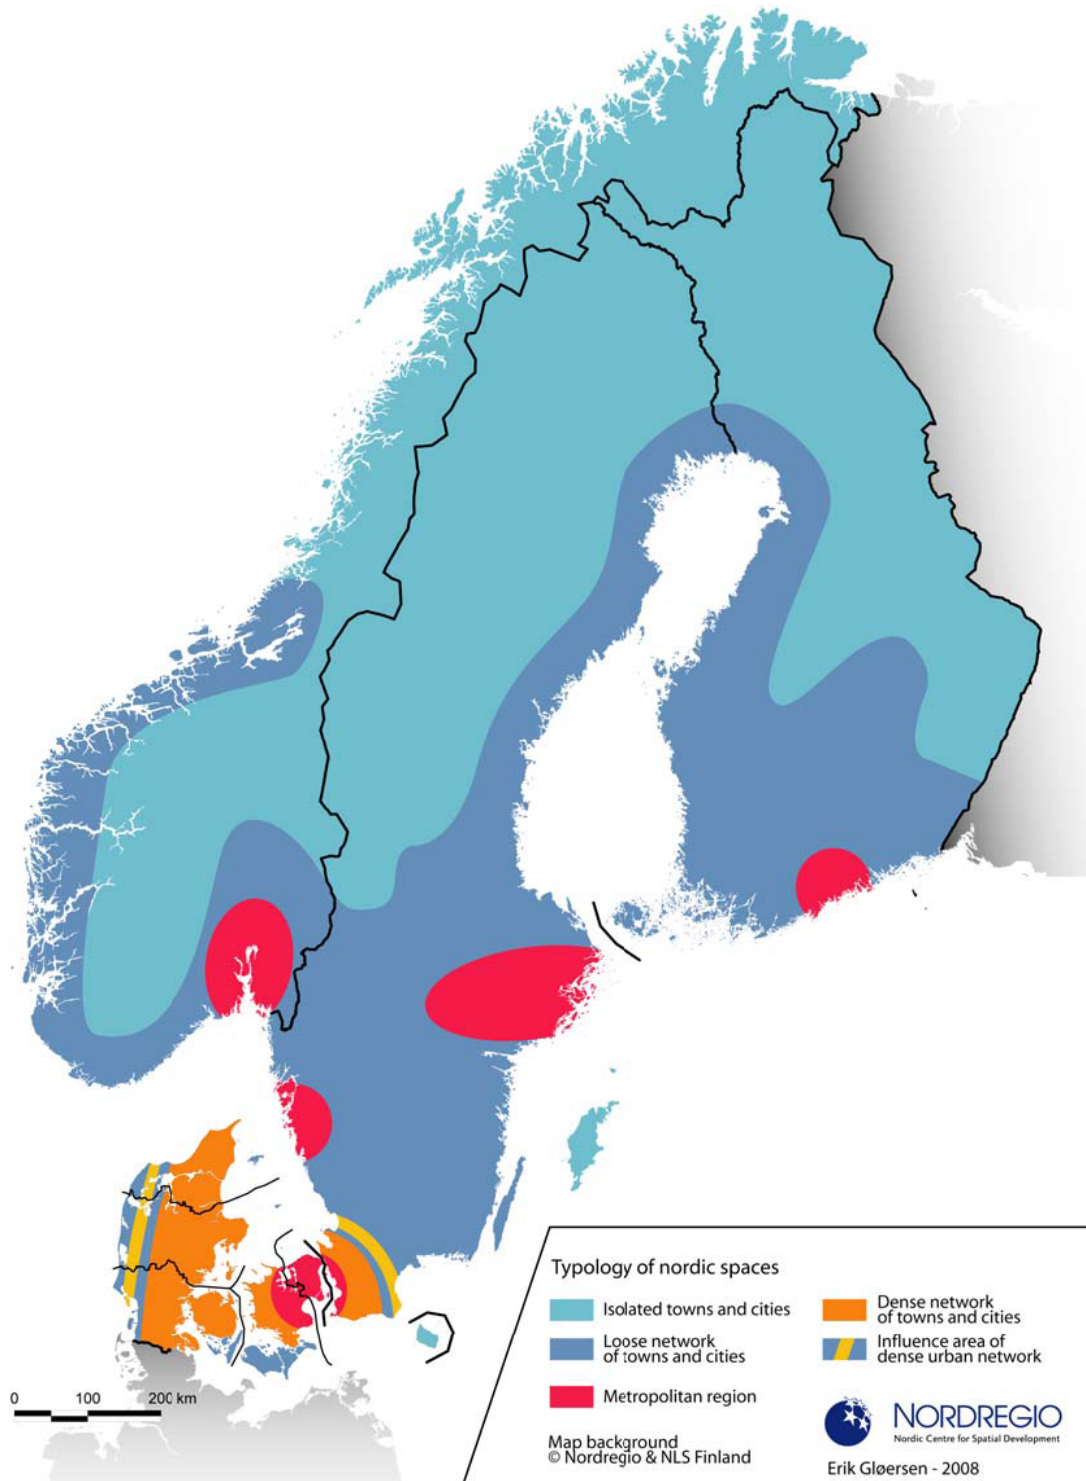 Typology of nordic spaces
Isolated towns and cities
Loose network
of towns and cities
Metropolitan region
Dense network
of towns and cities
Influence area of
dense urban network
Map background
© Nordregio & NLS Finland
NORDREGIO
Nordic Centre for Spatial Development
Erik Gløersen - 2008
0 100 200 km